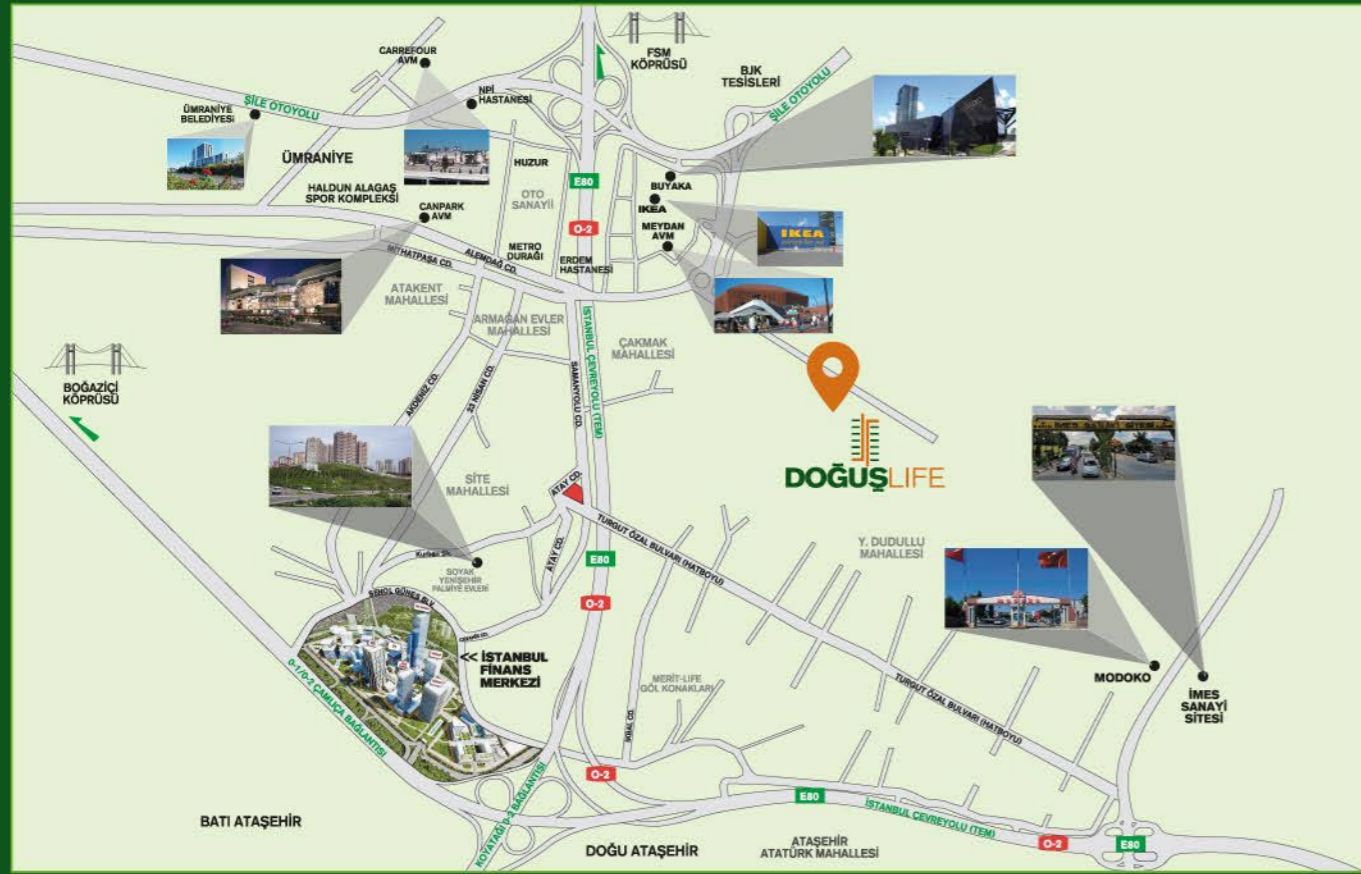 CARREFOUR
AVM
FSM
KÖPRÜSÜ
BJK
TESİSLERİ
ŞİLE OTOYOLU
NPİ
HASTANESİ
ÜMRANİYE
BELEDİYESİ
ŞİLE OTOYOLU
ÜMRANİYE
HUZUR
E80
BUYAKA
HALDUN ALAGAŞ
SPOR KOMPLEKSİ
OTO
SANAYİİ
CANPARK
AVM
IKEA
O-2
MEYDAN
AVM
IKEA
METRO
DURAĞI
ERDEM
HASTANESİ
MİTHATPAŞA CD.
ALEMDAĞ CD.
ATAKENT
MAHALLESİ
ARMAĞAN EVLER
MAHALLESİ
ÇAKMAK
MAHALLESİ
İSTANBUL ÇEVREYOLU (TEM)
SAMANYOLU CD.
BOĞAZİÇİ
KÖPRÜSÜ
AKDENİZ CD.
23 NİSAN CD.
DOĞUŞLIFE
SİTE
MAHALLESİ
ATAY CD.
TURGUT ÖZAL BULVARI (HATBOYU)
Y. DUDULLU
MAHALLESİ
ATAY CD.
E80
SOYAK
YENİŞEHİR
PALMİYE EVLERİ
ŞENOL GÜNEŞ BLV.
O-2
<< İSTANBUL
FİNANS
MERKEZİ
MERİT-LIFE
GÖL KONAKLARI
MODOKO
İMES
SANAYİ
SİTESİ
TURGUT ÖZAL BULVARI (HATBOYU)
0-1/0-2 ÇAMLICA BAĞLANTISI
O-2
KOYATAĞI 0-2 BAĞLANTISI
E80
İSTANBUL ÇEVREYOLU (TEM)
BATI ATAŞEHİR
DOĞU ATAŞEHİR
ATAŞEHİR
ATATÜRK MAHALLESİ
O-2
E80